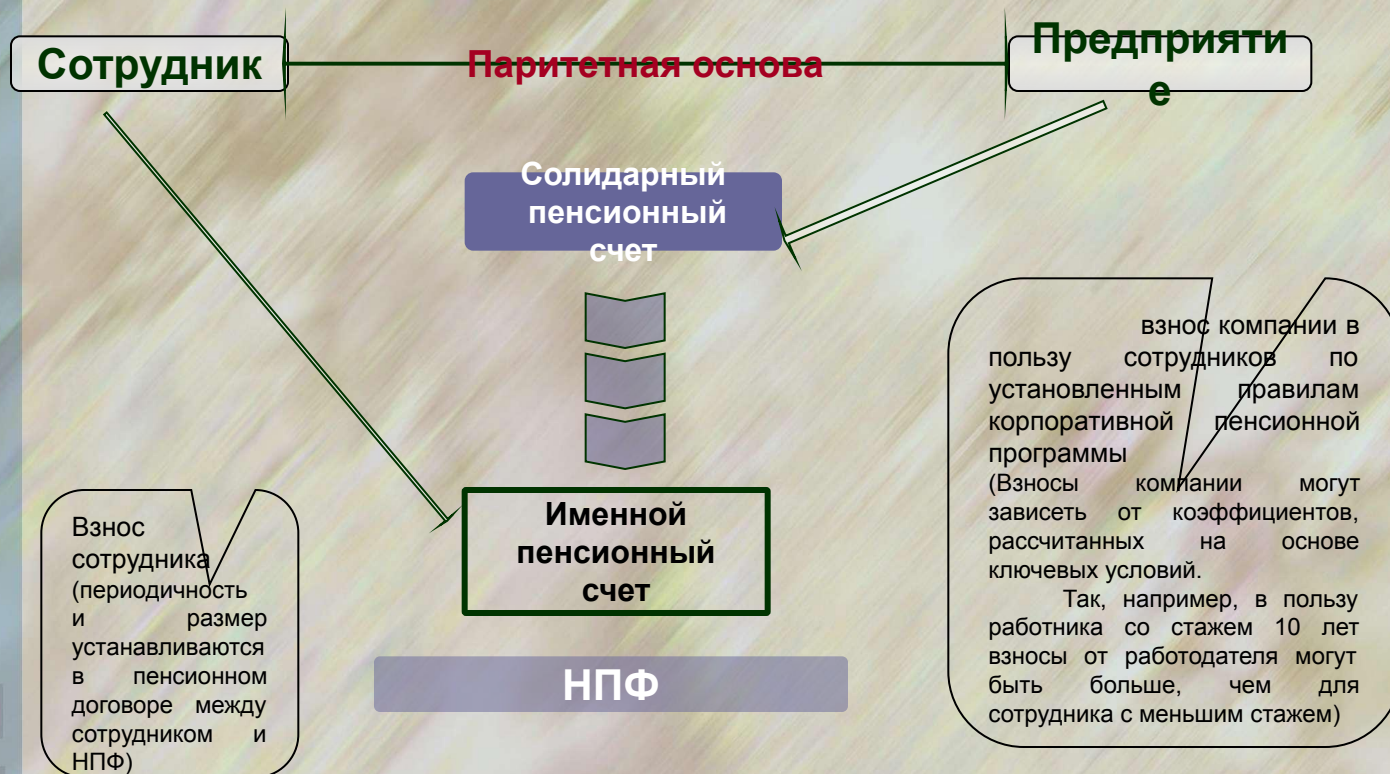 Сотрудник
Паритетная основа
Предприяти
е
Солидарный
пенсионный
счет
взнос компании в
пользу сотрудников по
установленным правилам
корпоративной пенсионной
программы
(Взносы компании могут
зависеть от коэффициентов,
рассчитанных на основе
ключевых условий.
Так, например, в пользу
работника со стажем 10 лет
взносы от работодателя могут
быть больше, чем для
сотрудника с меньшим стажем)
Именной
пенсионный
счет
Взнос
сотрудника
(периодичность
и размер
устанавливаются
в пенсионном
договоре между
сотрудником и
НПФ)
НПФ